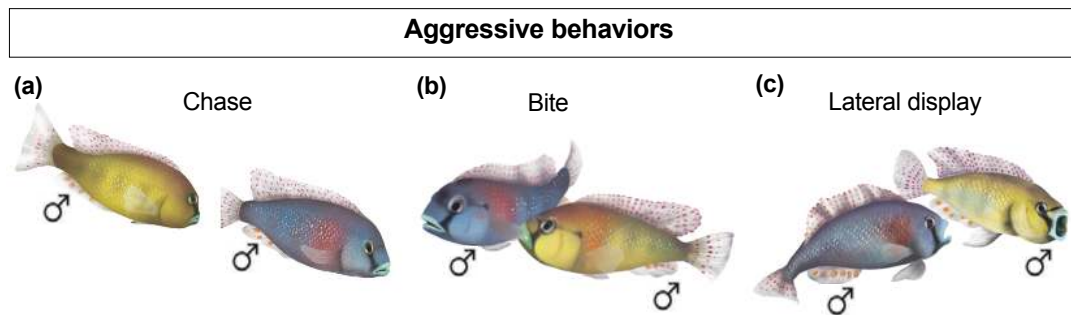 Aggressive behaviors
(a) Chase (b) Bite (c) Lateral display
♂ ♂ ♂ ♂ ♂ ♂